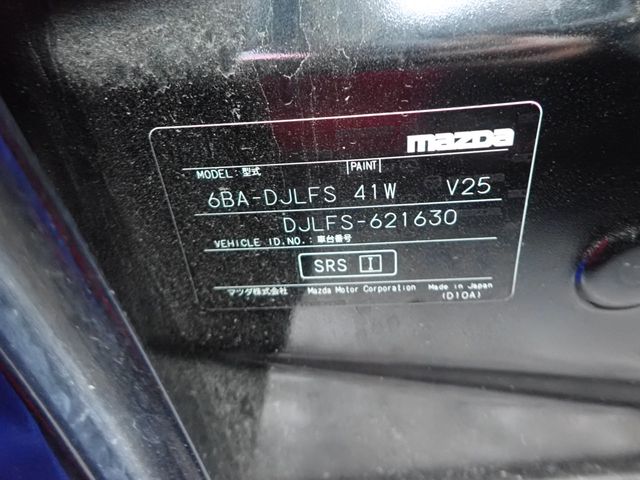 mazda
MODEL:型式 PAINT
6BA-DJLFS 41W V25
DJLFS-621630
VEHICLE ID.NO.:車台番号
SRS I
マツダ株式会社 Mazda Motor Corporation Made in Japan
(D10A)